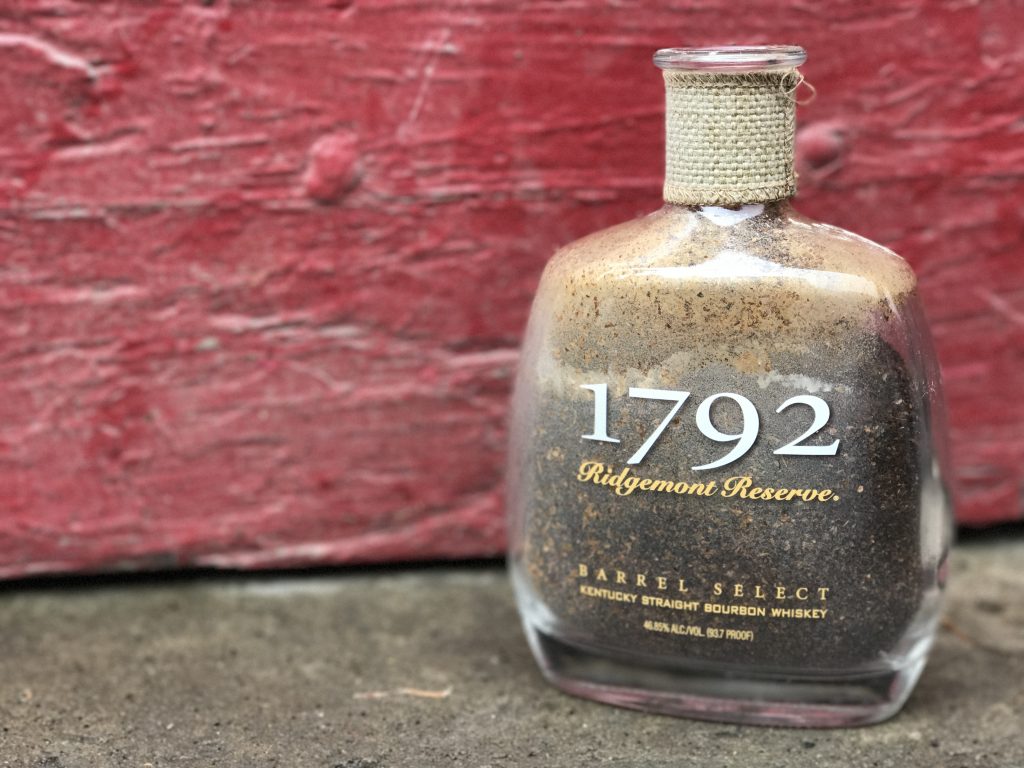 1792
Ridgemont Reserve.
BARREL SELECT
KENTUCKY STRAIGHT BOURBON WHISKEY
46.85% ALC/VOL. (93.7 PROOF)